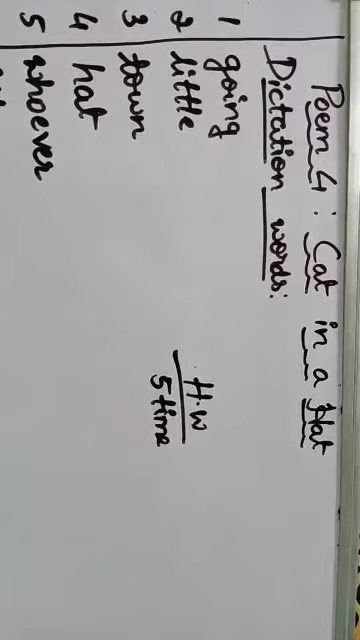 Poem 4: Cat in a Hat
Dictation words:
1 going
2 little
3 town
4 hat
5 whoever
H.W
5 time